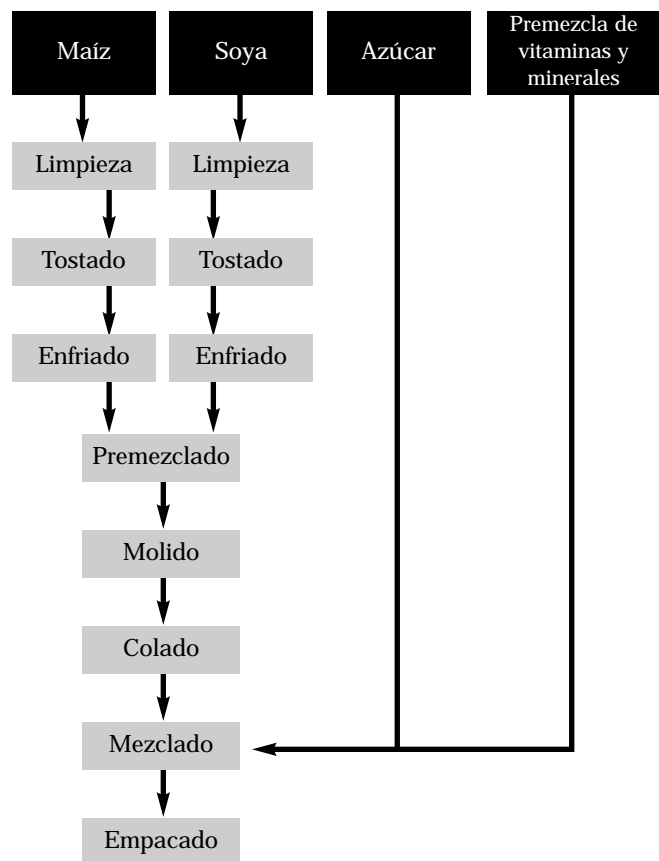 Maíz
Soya
Azúcar
Premezcla de
vitaminas y
minerales
Limpieza
Limpieza
Tostado
Tostado
Enfriado
Enfriado
Premezclado
Molido
Colado
Mezclado
Empacado